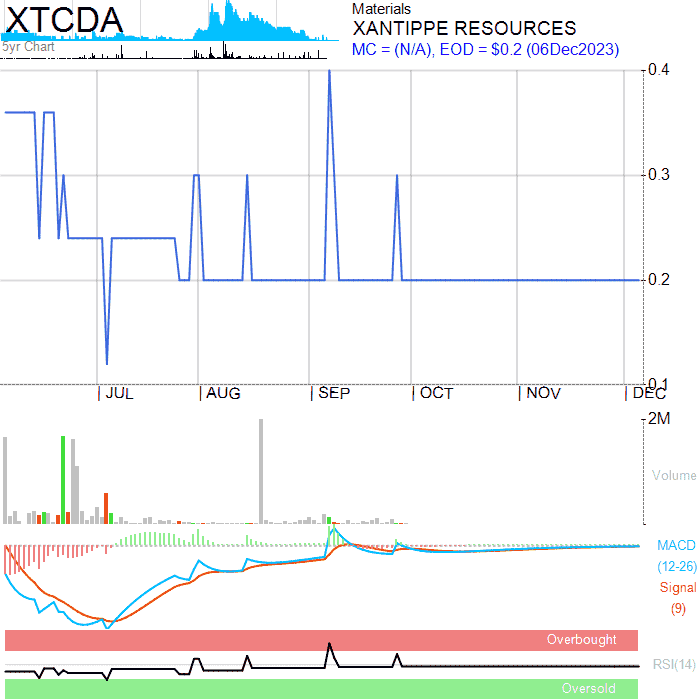 XTCDA
5yr Chart
Materials
XANTIPPE RESOURCES
MC = (N/A), EOD = $0.2 (06Dec2023)
0.4
0.3
0.2
0.1
JUL
AUG
SEP
OCT
NOV
DEC
2M
Volume
MACD
(12-26)
Signal
(9)
Overbought
RSI(14)
Oversold